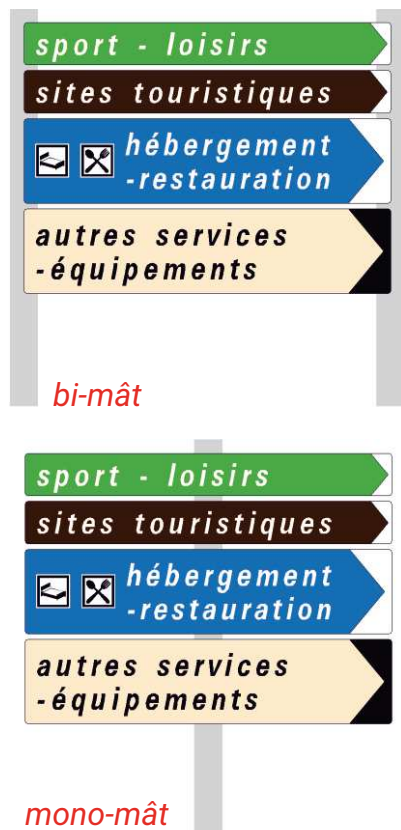 sport - loisirs
sites touristiques
hébergement
-restauration
autres services
-équipements
bi-mât
sport - loisirs
sites touristiques
hébergement
-restauration
autres services
-équipements
mono-mât